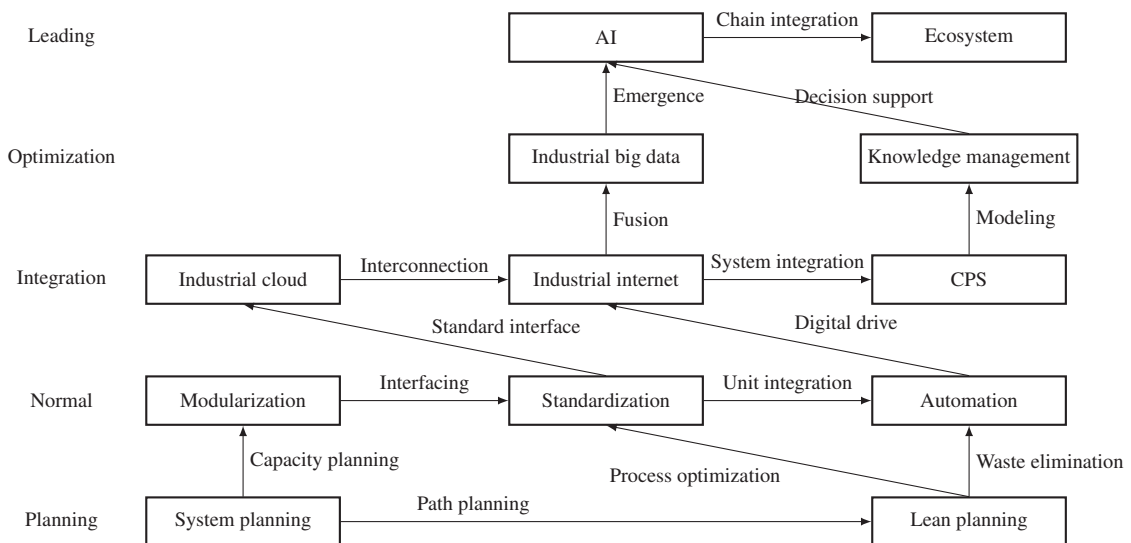 Leading
AI
Chain integration
Ecosystem
Emergence
Decision support
Optimization
Industrial big data
Knowledge management
Fusion
Modeling
Integration
Industrial cloud
Interconnection
Industrial internet
System integration
CPS
Standard interface
Digital drive
Normal
Modularization
Interfacing
Standardization
Unit integration
Automation
Capacity planning
Process optimization
Waste elimination
Planning
System planning
Path planning
Lean planning